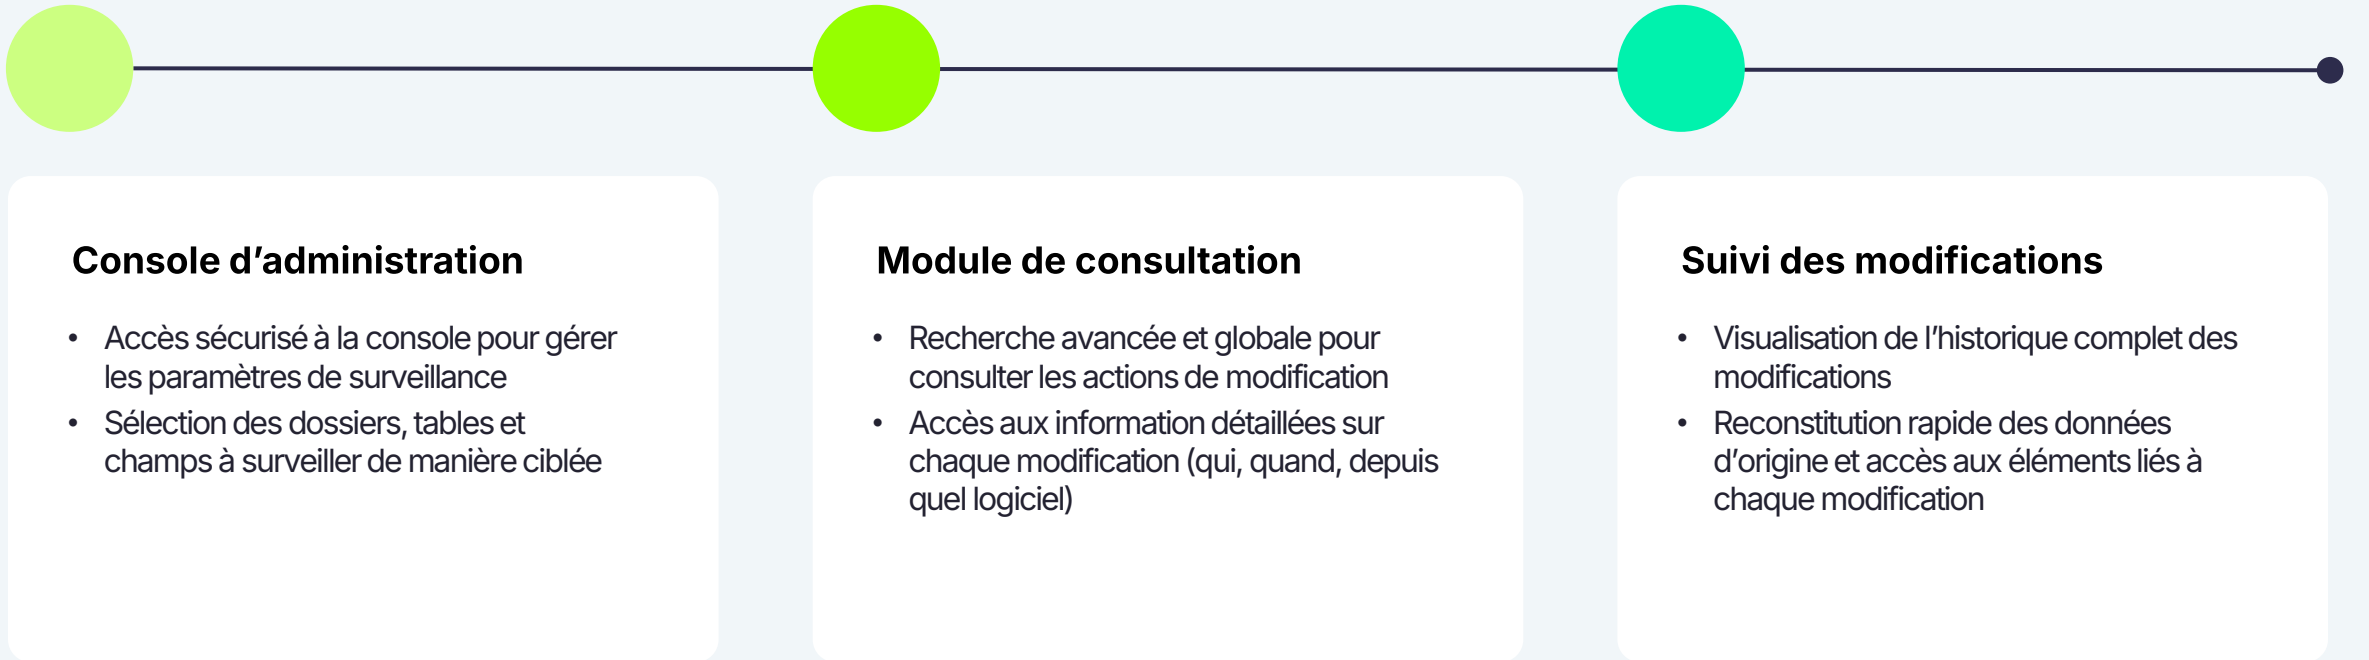 Console d’administration
• Accès sécurisé à la console pour gérer
les paramètres de surveillance
• Sélection des dossiers, tables et
champs à surveiller de manière ciblée
Module de consultation
• Recherche avancée et globale pour
consulter les actions de modification
• Accès aux information détaillées sur
chaque modification (qui, quand, depuis
quel logiciel)
Suivi des modifications
• Visualisation de l’historique complet des
modifications
• Reconstitution rapide des données
d’origine et accès aux éléments liés à
chaque modification